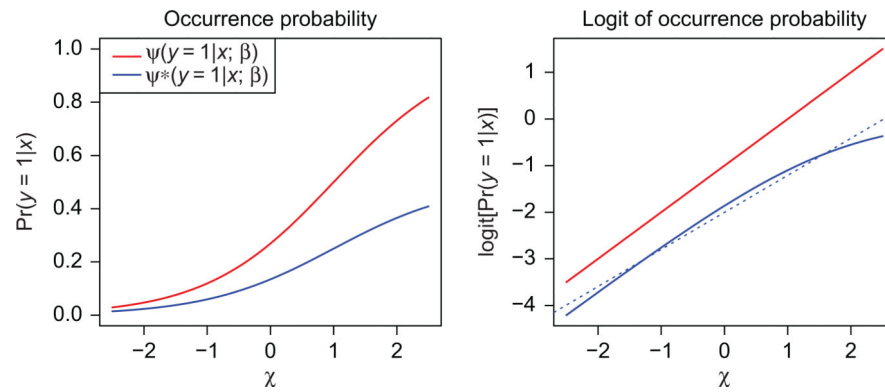 Occurrence probability
1.0
0.8
0.6
0.4
0.2
0.0
Pr(y = 1|x)
ψ(y = 1|x; β)
ψ*(y = 1|x; β)
−2 −1 0 1 2
χ
Logit of occurrence probability
1
0
−1
−2
−3
−4
logit[Pr(y = 1|x)]
−2 −1 0 1 2
χ